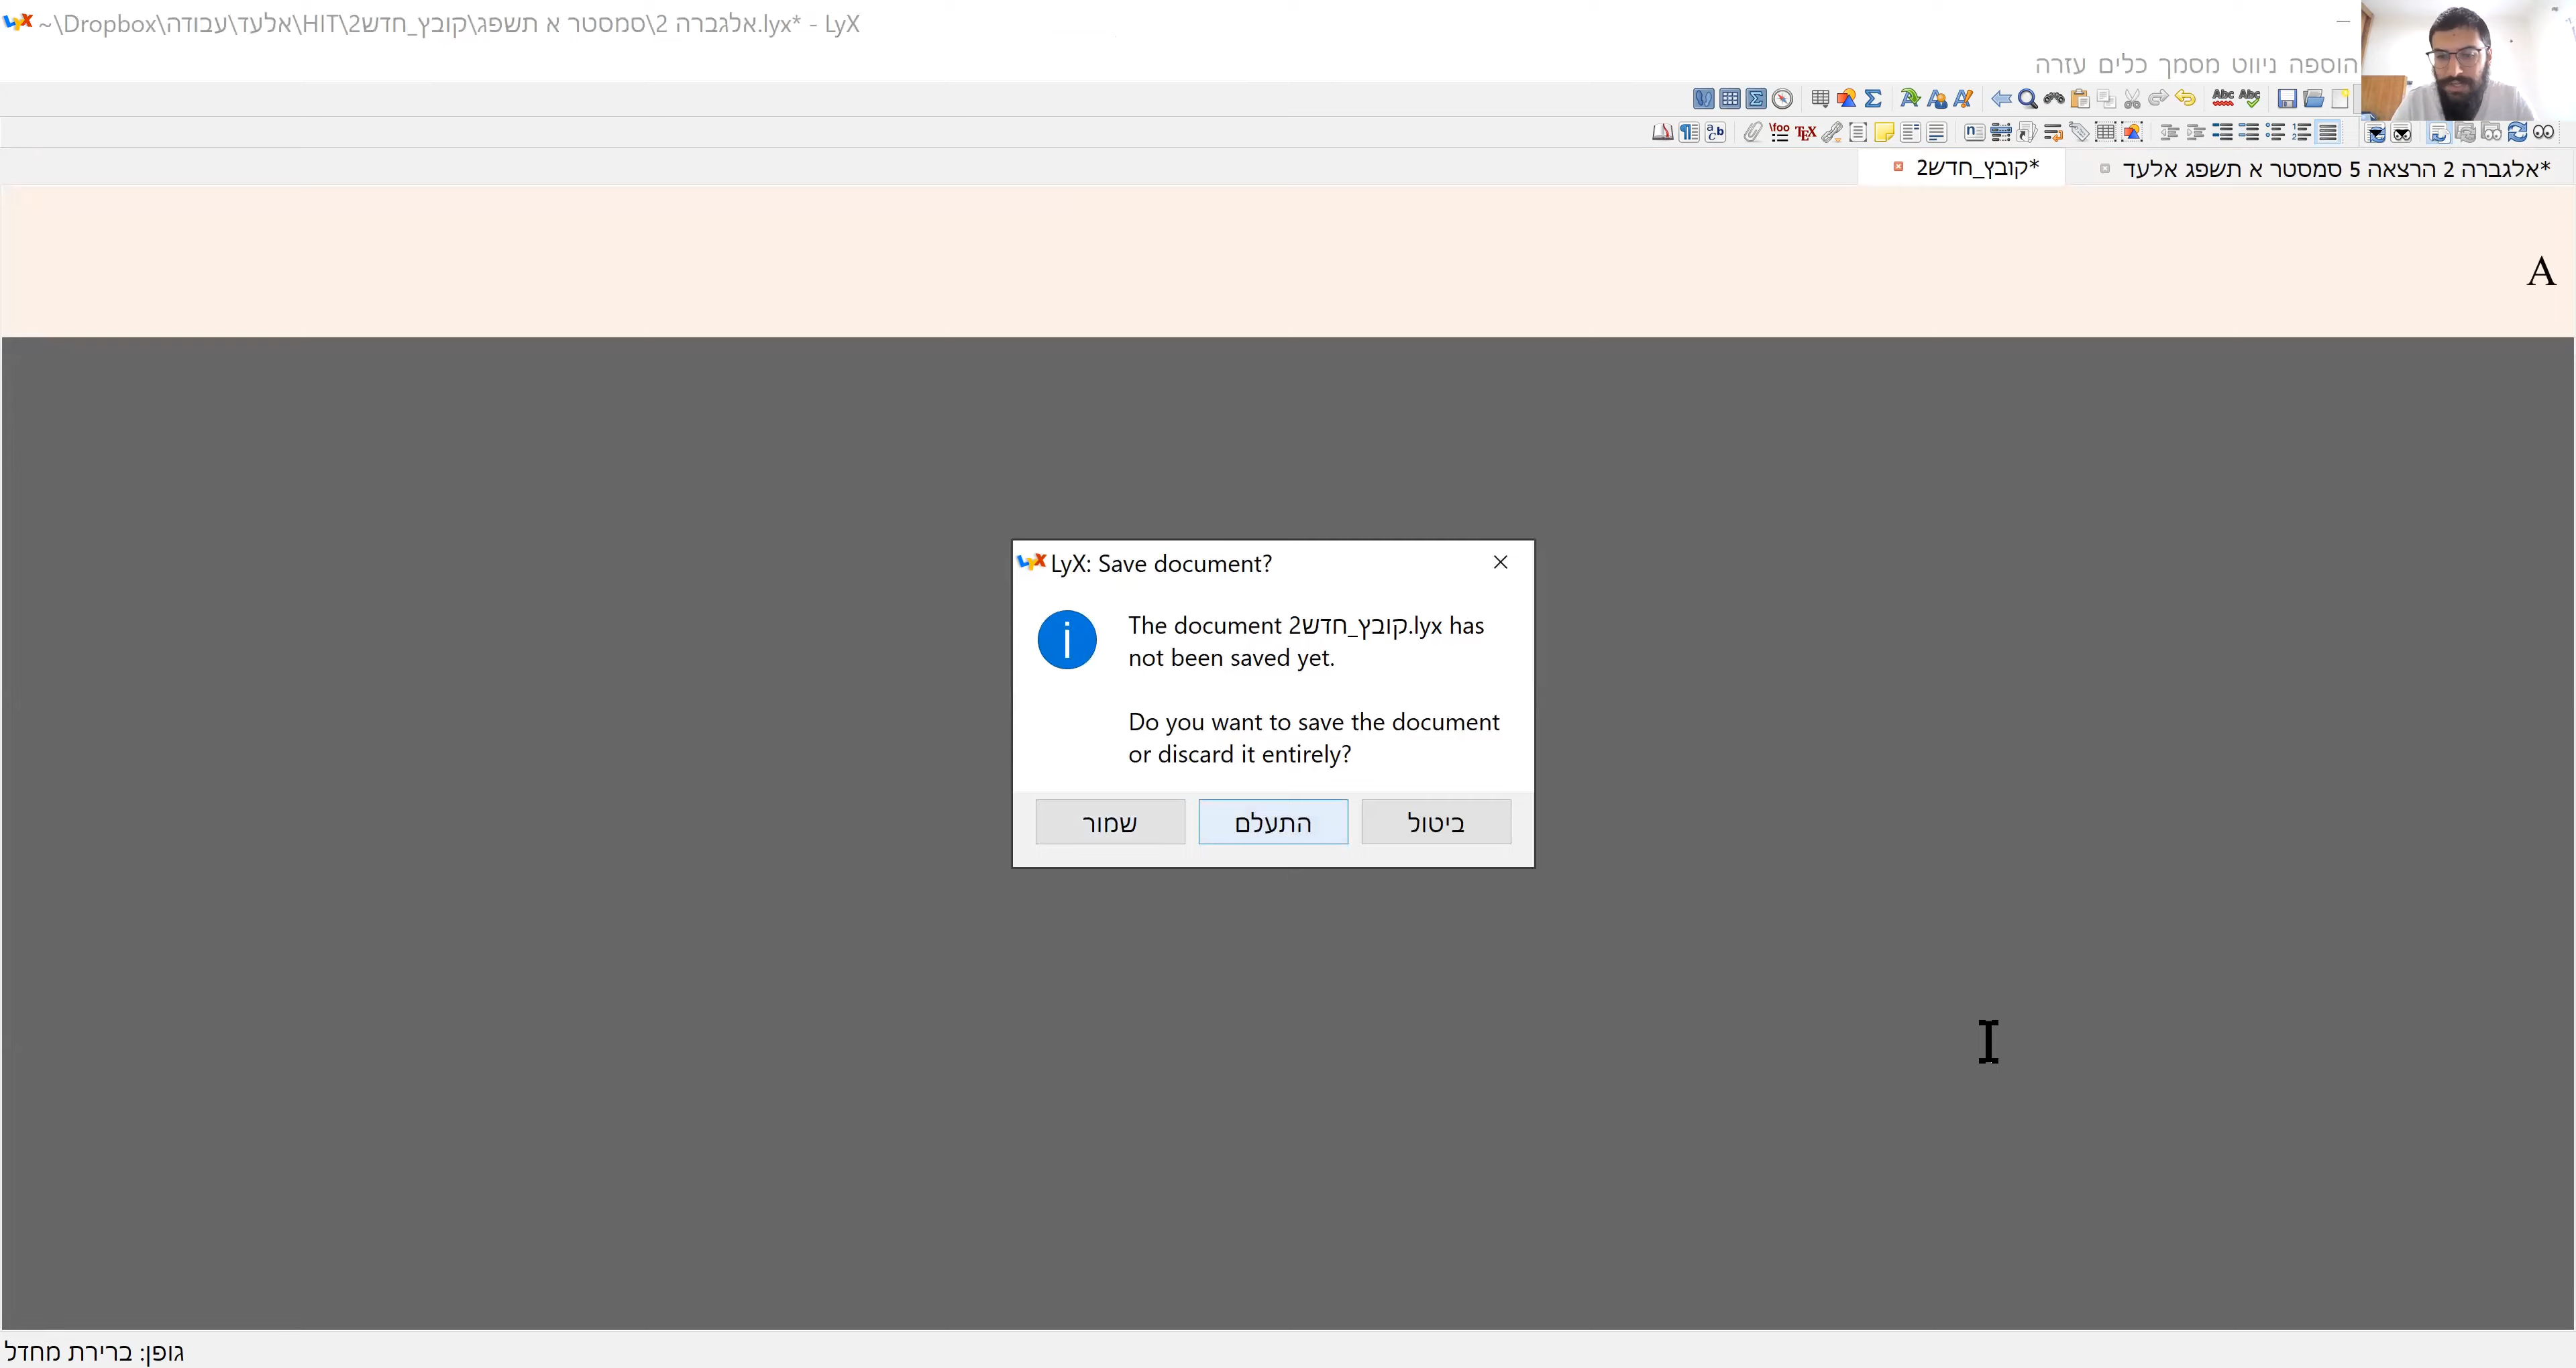 ~\Dropbox\אלגברה 2\סמסטר א תשפג\קובץ_חדש2\HIT\אלעד\עבודה.lyx* - LyX
הוספה ניווט מסמך כלים עזרה
*אלגברה 2 הרצאה 5 סמסטר א תשפג אלעד
*קובץ_חדש2
A
LyX: Save document?
The document קובץ_חדש2.lyx has
not been saved yet.
Do you want to save the document
or discard it entirely?
שמור
התעלם
ביטול
גופן: ברירת מחדל